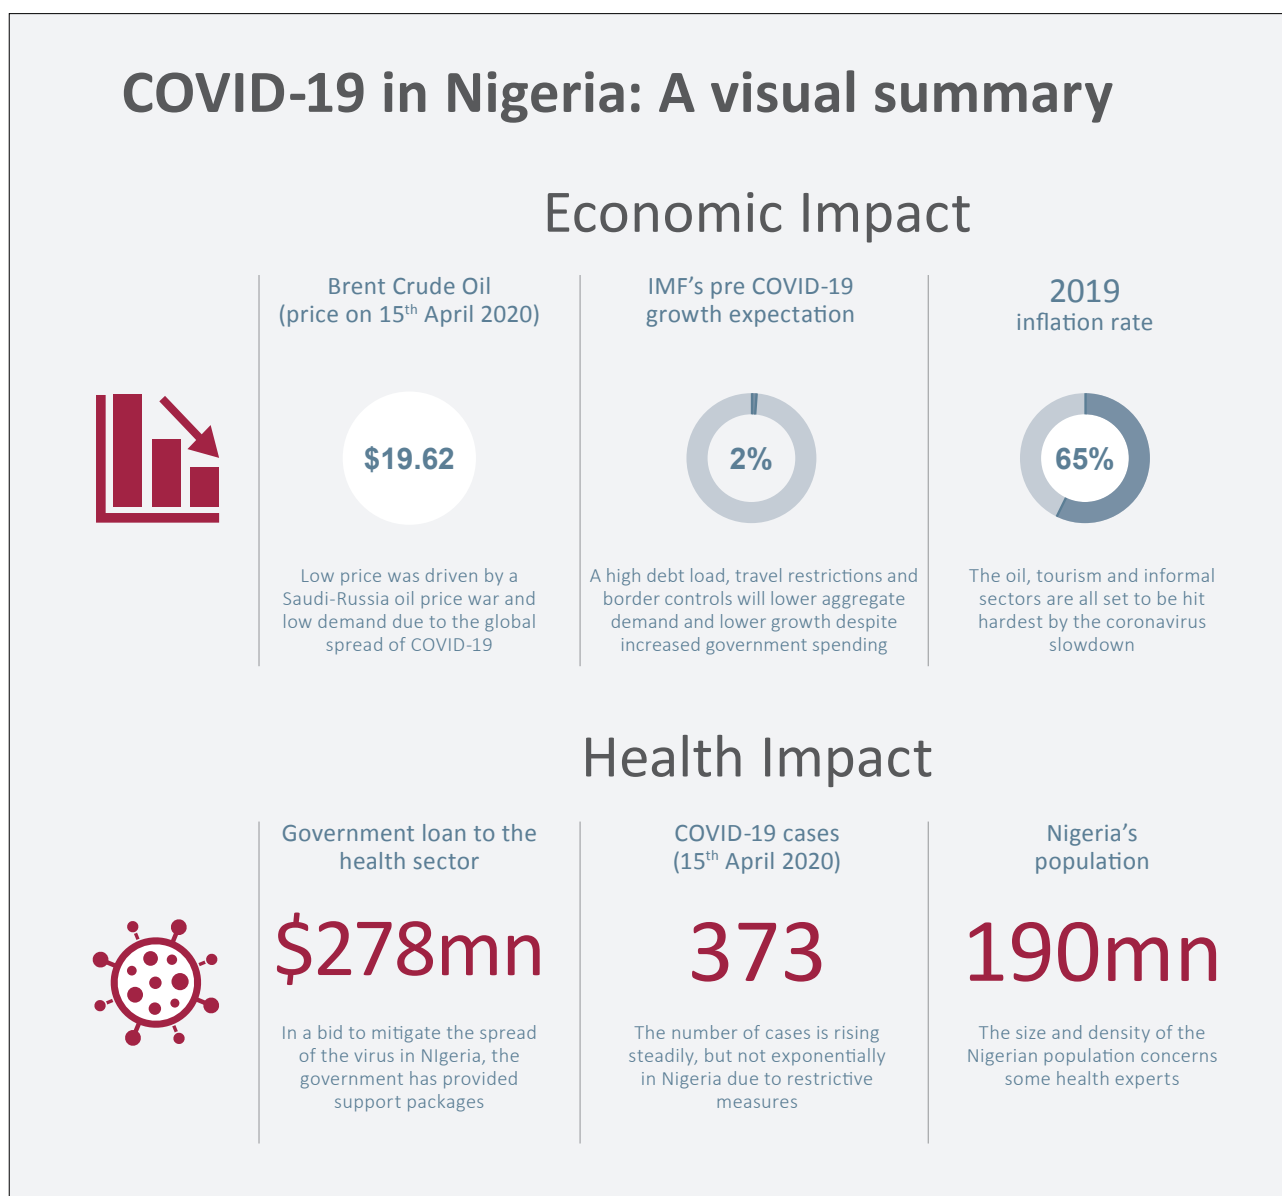 COVID-19 in Nigeria: A visual summary
Economic Impact
Brent Crude Oil
(price on 15th April 2020)
$19.62
Low price was driven by a
Saudi-Russia oil price war and
low demand due to the global
spread of COVID-19
IMF’s pre COVID-19
growth expectation
2%
A high debt load, travel restrictions and
border controls will lower aggregate
demand and lower growth despite
increased government spending
2019
inflation rate
65%
The oil, tourism and informal
sectors are all set to be hit
hardest by the coronavirus
slowdown
Health Impact
Government loan to the
health sector
$278mn
In a bid to mitigate the spread
of the virus in NIgeria, the
government has provided
support packages
COVID-19 cases
(15th April 2020)
373
The number of cases is rising
steadily, but not exponentially
in Nigeria due to restrictive
measures
Nigeria’s
population
190mn
The size and density of the
Nigerian population concerns
some health experts